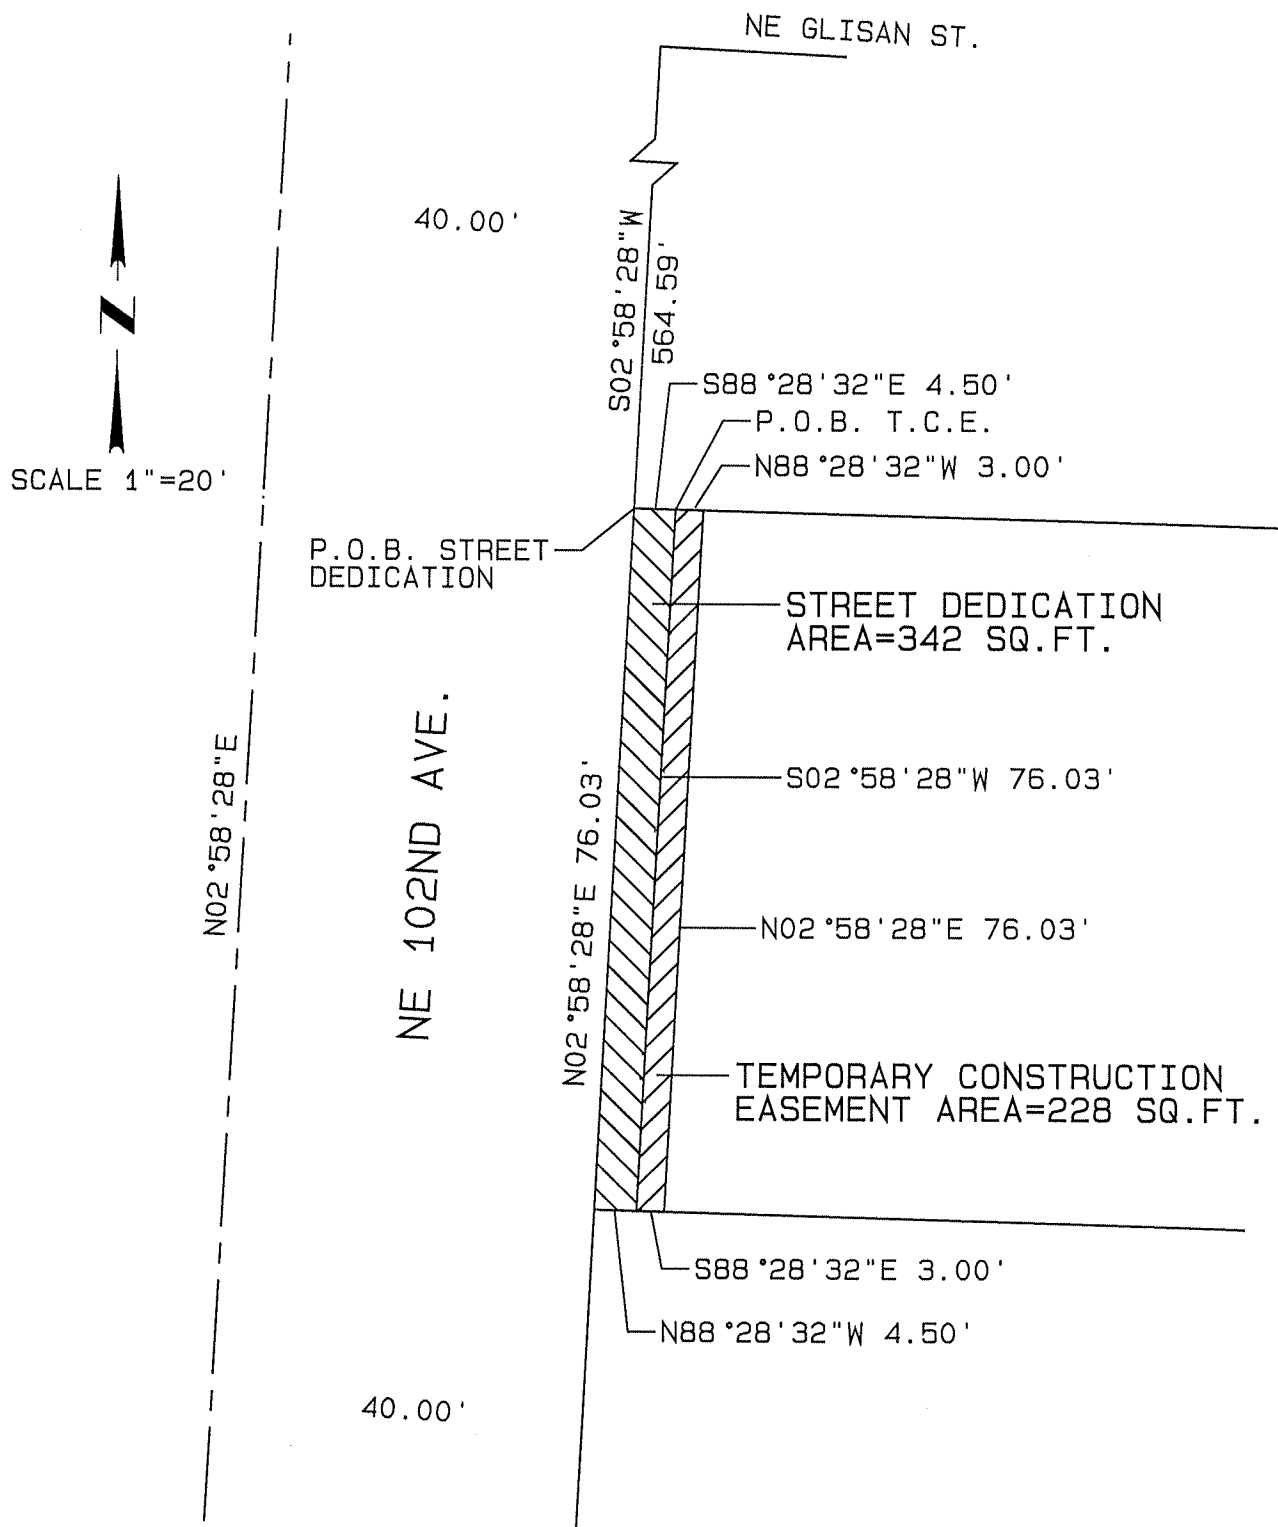 NE GLISAN ST.
40.00'
S02°58'28"W
564.59'
S88°28'32"E 4.50'
P.O.B. T.C.E.
N88°28'32"W 3.00'
N
SCALE 1"=20'
P.O.B. STREET
DEDICATION
STREET DEDICATION
AREA=342 SQ.FT.
N02°58'28"E
NE 102ND AVE.
N02°58'28"E 76.03'
S02°58'28"W 76.03'
N02°58'28"E 76.03'
TEMPORARY CONSTRUCTION
EASEMENT AREA=228 SQ.FT.
S88°28'32"E 3.00'
N88°28'32"W 4.50'
40.00'